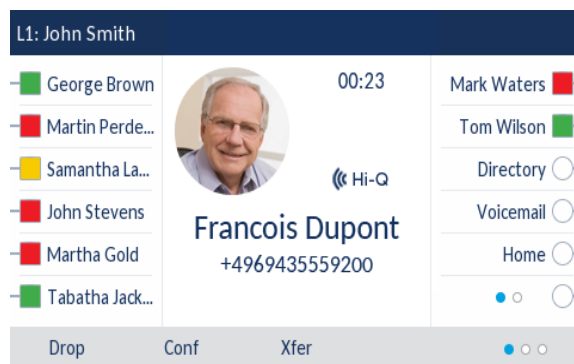 L1: John Smith
George Brown
Martin Perde...
Samantha La...
John Stevens
Martha Gold
Tabatha Jack...
00:23
Hi-Q
Francois Dupont
+4969435559200
Mark Waters
Tom Wilson
Directory
Voicemail
Home
Drop Conf Xfer